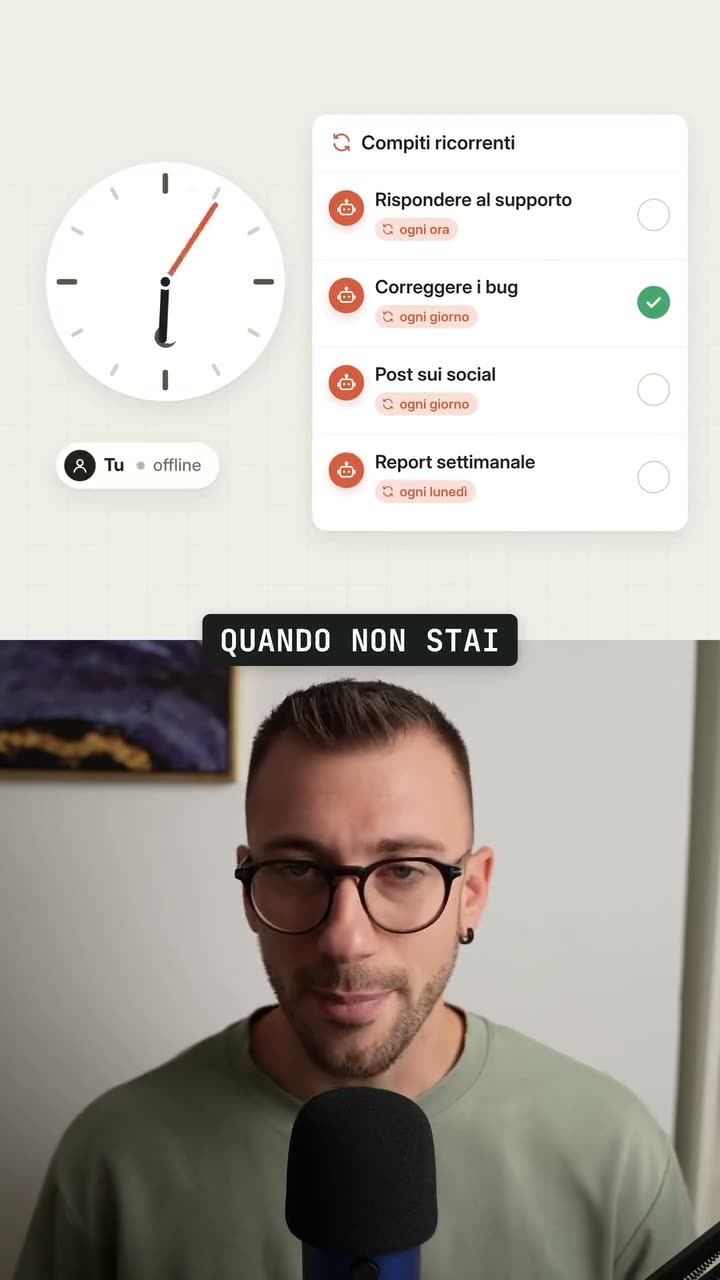 Compiti ricorrenti
Rispondere al supporto
ogni ora
Correggere i bug
ogni giorno
Post sui social
ogni giorno
Report settimanale
ogni lunedì
Tu offline
QUANDO NON STAI